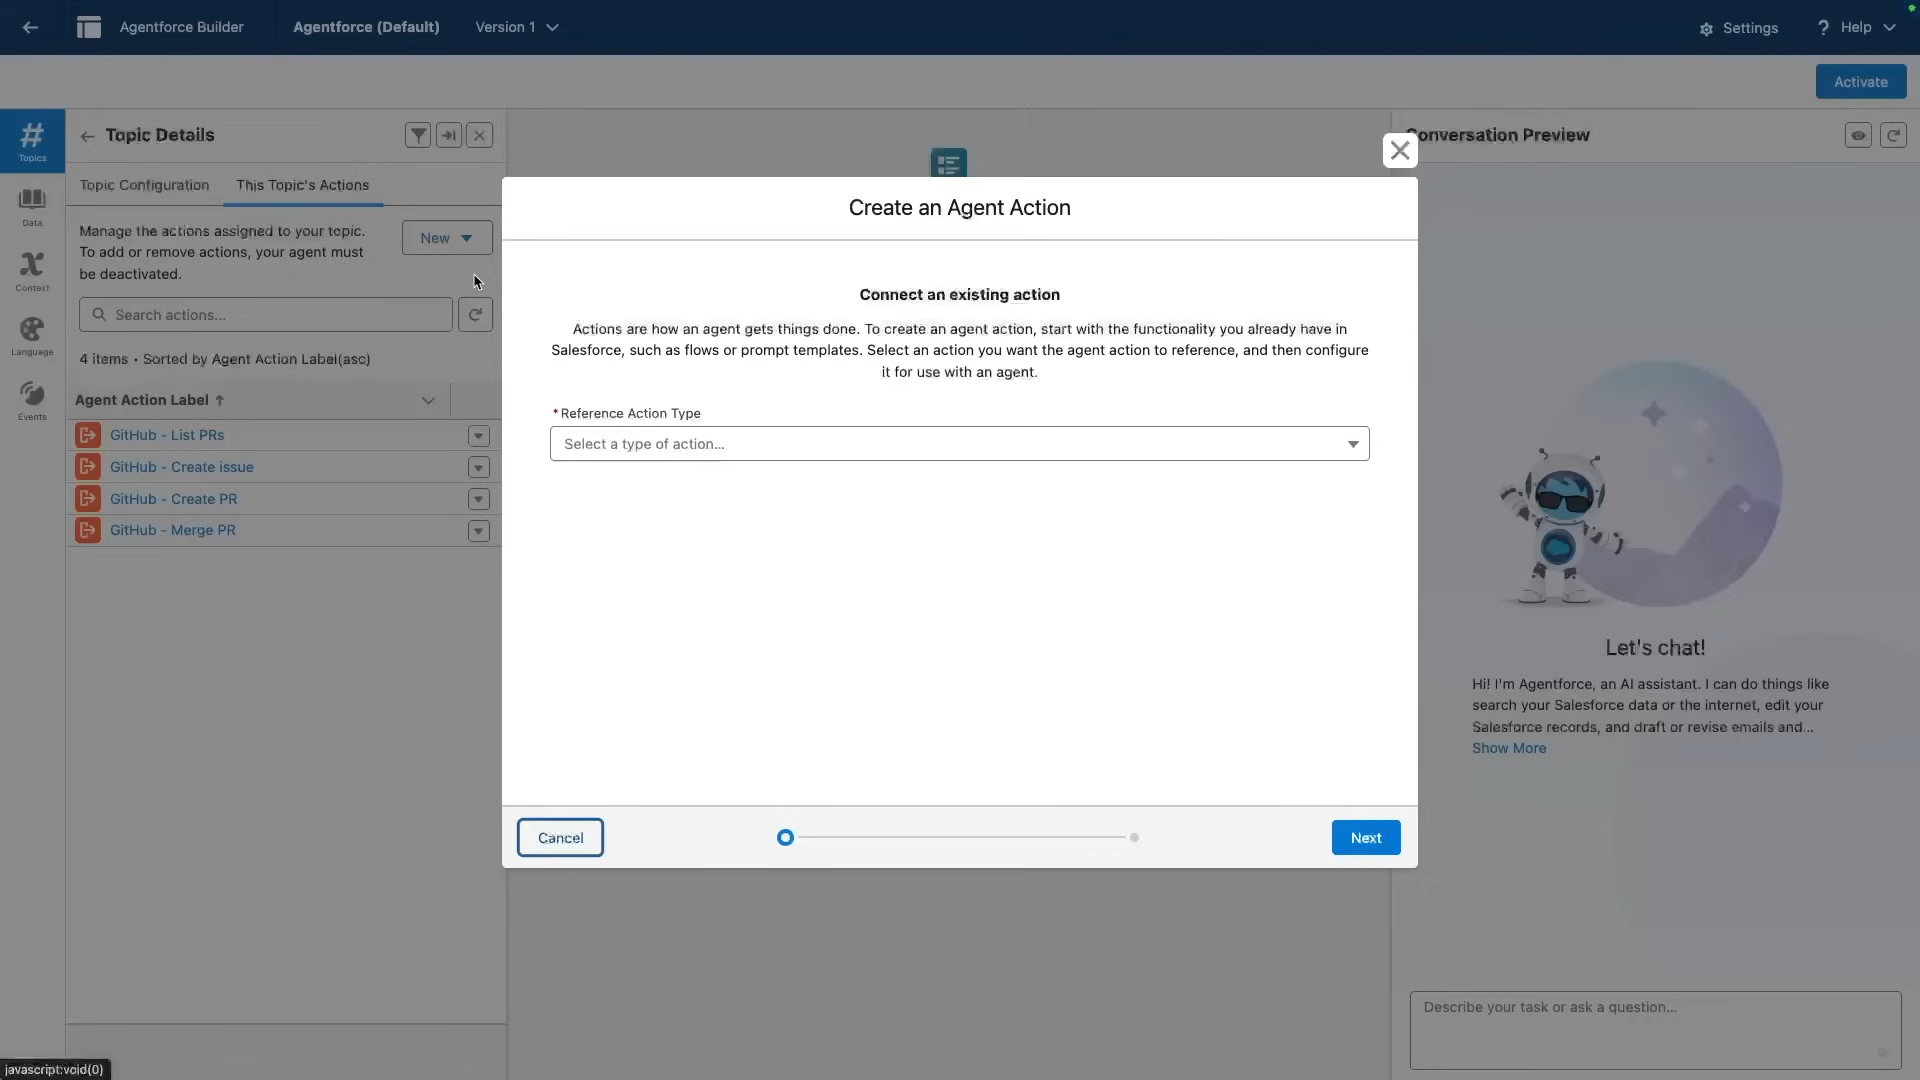 Agentforce Builder
Agentforce (Default)
Version 1
Settings
? Help
Activate
Topics
Data
Context
Language
Events
Topic Details
Topic Configuration
This Topic's Actions
Manage the actions assigned to your topic.
To add or remove actions, your agent must
be deactivated.
New
Search actions...
4 items • Sorted by Agent Action Label(asc)
Agent Action Label ↑
GitHub - List PRs
GitHub - Create issue
GitHub - Create PR
GitHub - Merge PR
Create an Agent Action
Connect an existing action
Actions are how an agent gets things done. To create an agent action, start with the functionality you already have in
Salesforce, such as flows or prompt templates. Select an action you want the agent action to reference, and then configure
it for use with an agent.
* Reference Action Type
Select a type of action...
Cancel
Next
Conversation Preview
Let's chat!
Hi! I'm Agentforce, an AI assistant. I can do things like
search your Salesforce data or the internet, edit your
Salesforce records, and draft or revise emails and...
Show More
Describe your task or ask a question...
javascript:void(0)